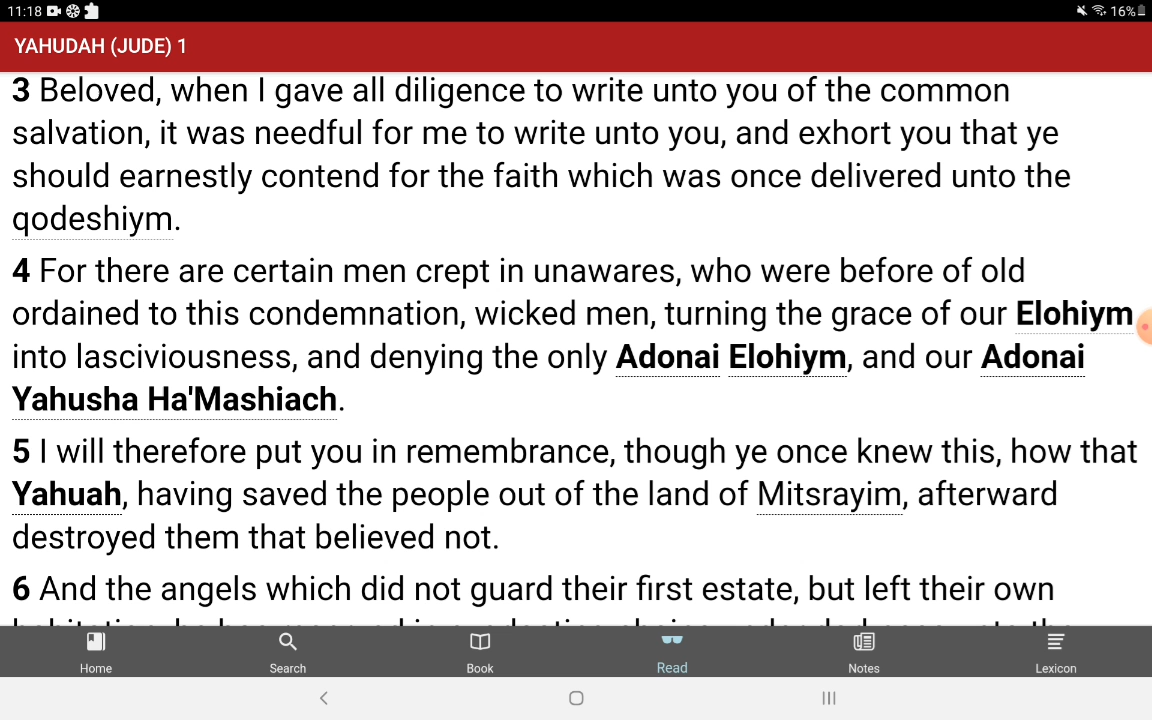 11:18 16%
YAHUDAH (JUDE) 1
3 Beloved, when I gave all diligence to write unto you of the common
salvation, it was needful for me to write unto you, and exhort you that ye
should earnestly contend for the faith which was once delivered unto the
qodeshiym.
4 For there are certain men crept in unawares, who were before of old
ordained to this condemnation, wicked men, turning the grace of our Elohiym
into lasciviousness, and denying the only Adonai Elohiym, and our Adonai
Yahusha Ha'Mashiach.
5 I will therefore put you in remembrance, though ye once knew this, how that
Yahuah, having saved the people out of the land of Mitsrayim, afterward
destroyed them that believed not.
6 And the angels which did not guard their first estate, but left their own
Home Search Book Read Notes Lexicon